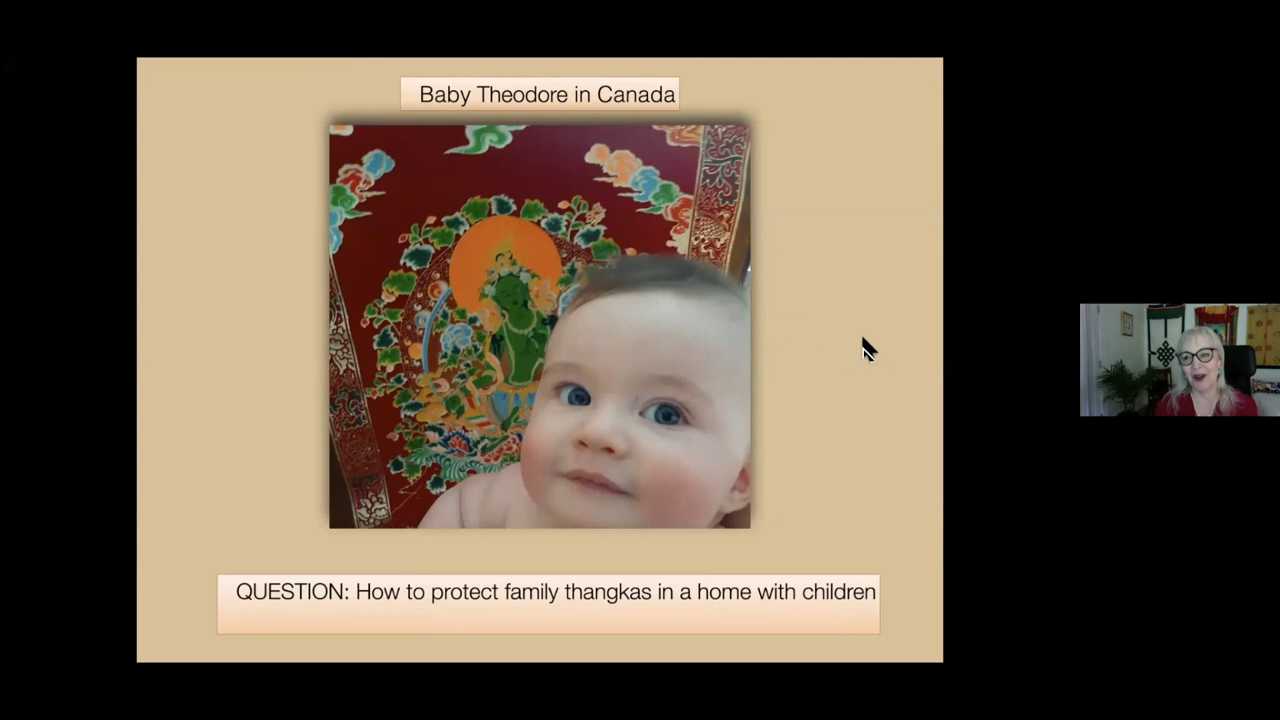 Baby Theodore in Canada
QUESTION: How to protect family thangkas in a home with children